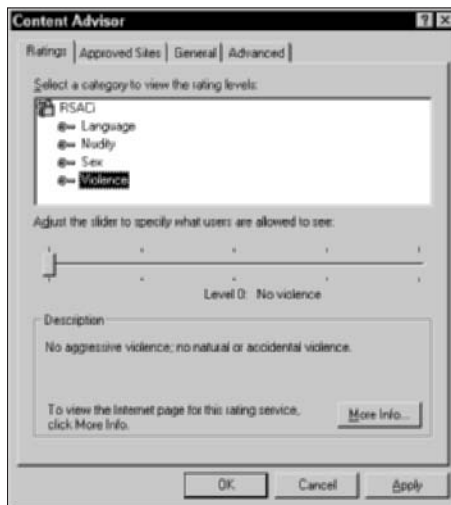 Content Advisor
Ratings Approved Sites General Advanced
Select a category to view the rating levels:
RSACi
Language
Nudity
Sex
Violence
Adjust the slider to specify what users are allowed to see:
Level 0: No violence
Description
No aggressive violence; no natural or accidental violence.
To view the Internet page for this rating service,
click More Info.
More Info...
OK Cancel Apply